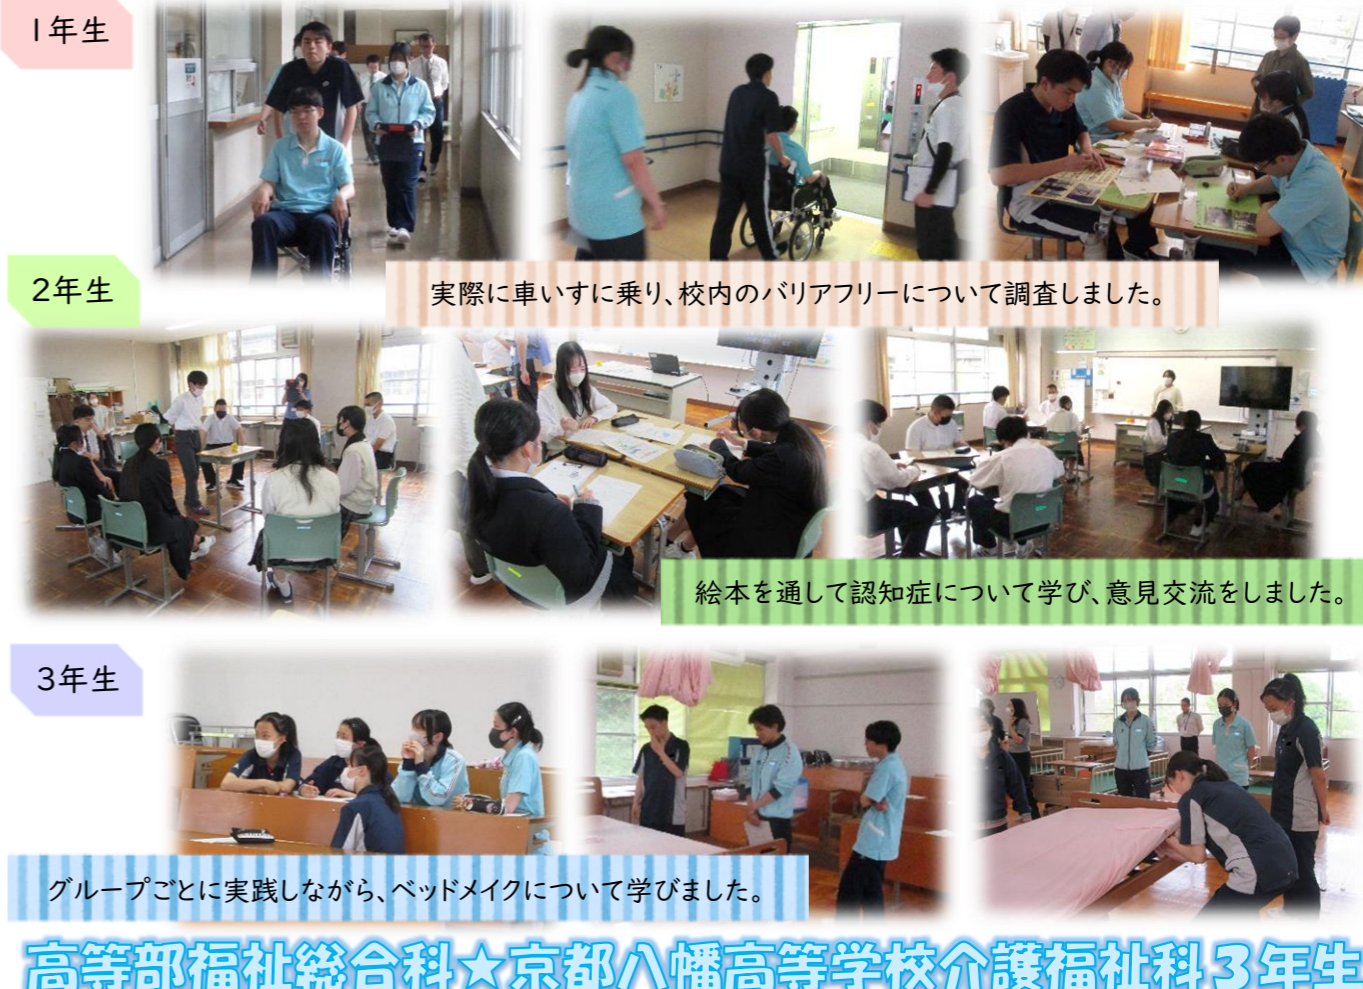 1年生
2年生
実際に車いすに乗り、校内のバリアフリーについて調査しました。
絵本を通して認知症について学び、意見交流をしました。
3年生
グループごとに実践しながら、ベッドメイクについて学びました。
高等部福祉総合科★京都八幡高等学校介護福祉科3年生